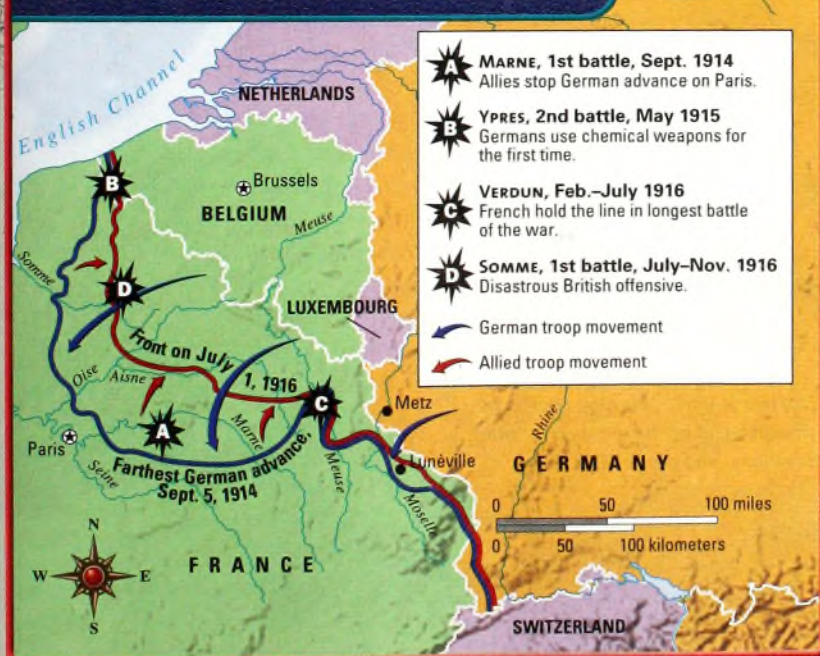 English Channel
NETHERLANDS
B
Brussels
BELGIUM
Meuse
Somme
D
LUXEMBOURG
Front on July 1, 1916
Oise
Aisne
C
Metz
A
Marne
Paris
Seine
Farthest German advance,
Sept. 5, 1914
Meuse
Lunèville
Moselle
Rhine
GERMANY
FRANCE
SWITZERLAND
N
W
E
S
0 50 100 miles
0 50 100 kilometers
A MARNE, 1st battle, Sept. 1914
Allies stop German advance on Paris.
B YPRES, 2nd battle, May 1915
Germans use chemical weapons for
the first time.
C VERDUN, Feb.–July 1916
French hold the line in longest battle
of the war.
D SOMME, 1st battle, July–Nov. 1916
Disastrous British offensive.
German troop movement
Allied troop movement